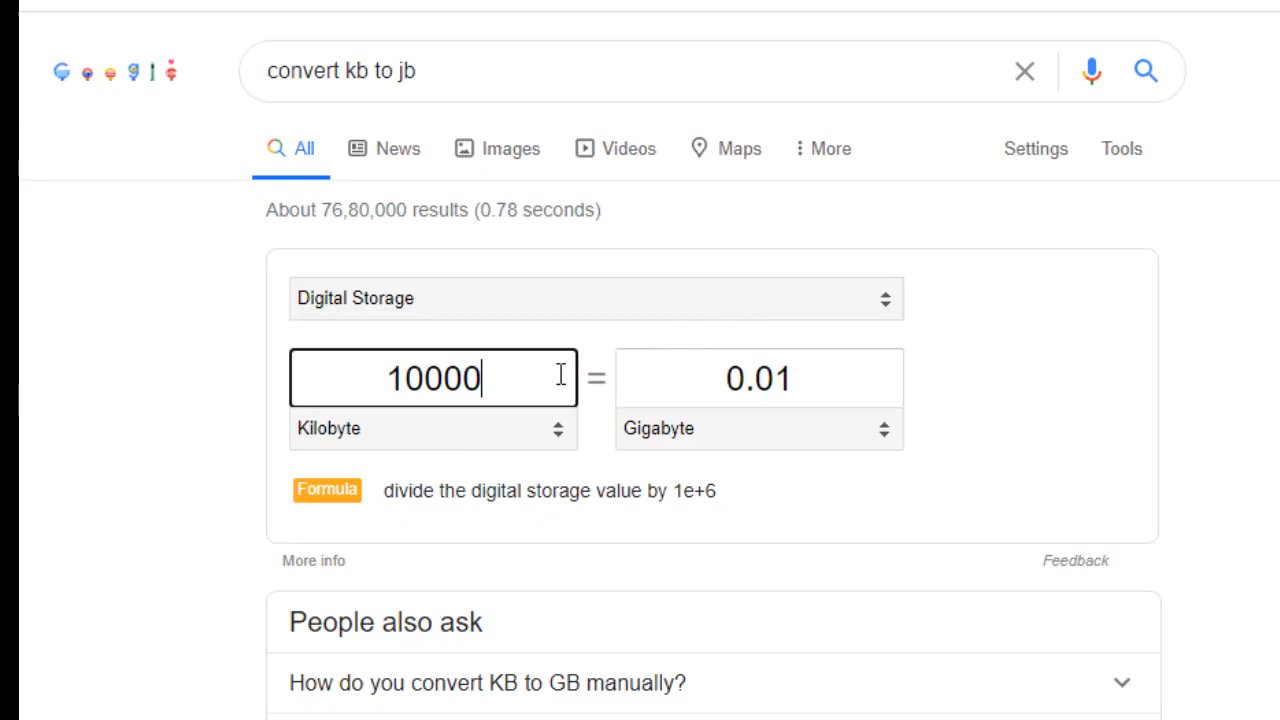 Google
convert kb to jb
All News Images Videos Maps More Settings Tools
About 76,80,000 results (0.78 seconds)
Digital Storage
10000 = 0.01
Kilobyte Gigabyte
Formula divide the digital storage value by 1e+6
More info Feedback
People also ask
How do you convert KB to GB manually?